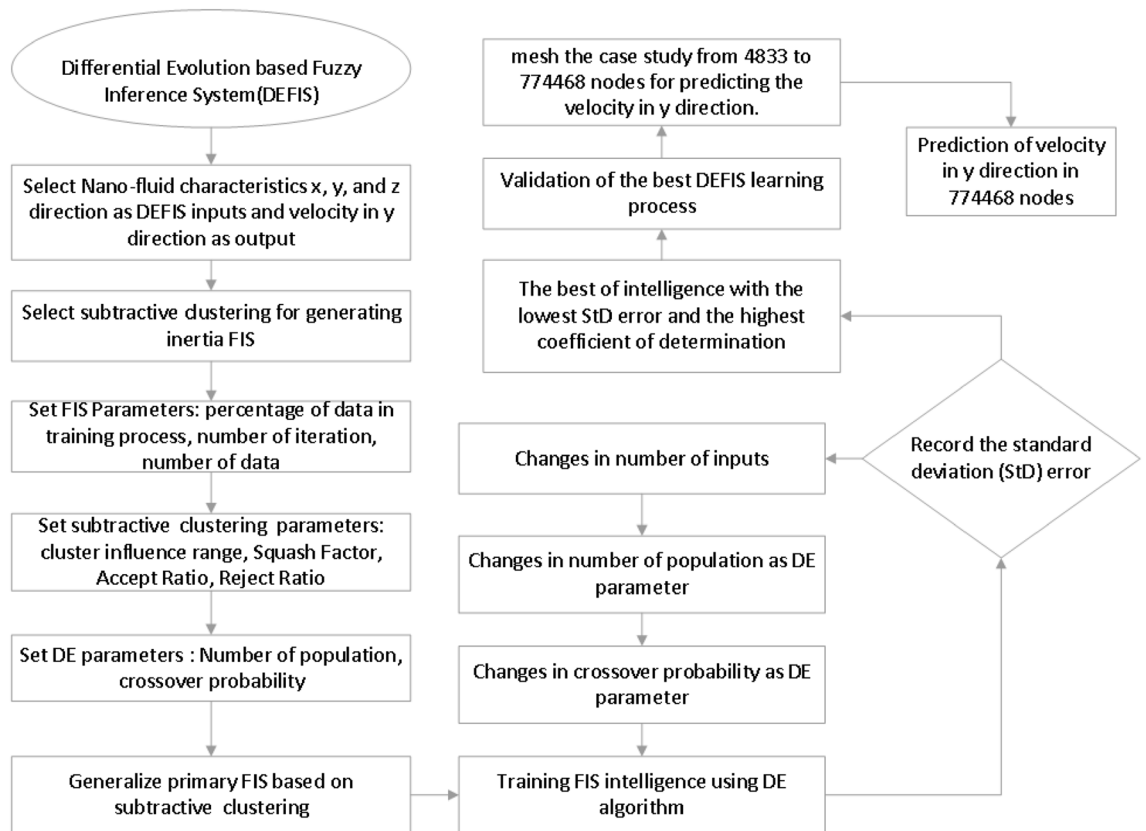 Differential Evolution based Fuzzy
Inference System(DEFIS)
Select Nano-fluid characteristics x, y, and z
direction as DEFIS inputs and velocity in y
direction as output
Select subtractive clustering for generating
inertia FIS
Set FIS Parameters: percentage of data in
training process, number of iteration,
number of data
Set subtractive clustering parameters:
cluster influence range, Squash Factor,
Accept Ratio, Reject Ratio
Set DE parameters : Number of population,
crossover probability
Generalize primary FIS based on
subtractive clustering
Training FIS intelligence using DE
algorithm
Record the standard
deviation (StD) error
Changes in number of inputs
Changes in number of population as DE
parameter
Changes in crossover probability as DE
parameter
The best of intelligence with the
lowest StD error and the highest
coefficient of determination
Validation of the best DEFIS learning
process
mesh the case study from 4833 to
774468 nodes for predicting the
velocity in y direction.
Prediction of velocity
in y direction in
774468 nodes